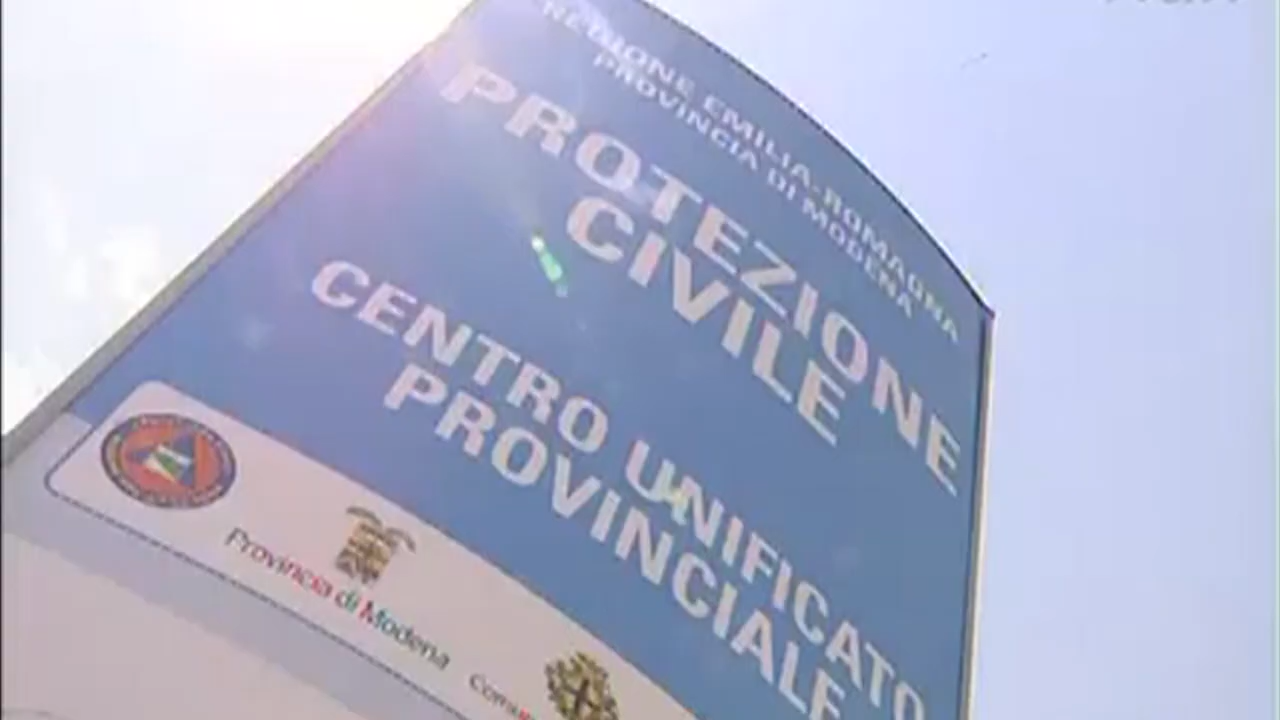 REGIONE EMILIA-ROMAGNA
PROVINCIA DI MODENA
PROTEZIONE
CIVILE
CENTRO UNIFICATO
PROVINCIALE
Provincia di Modena